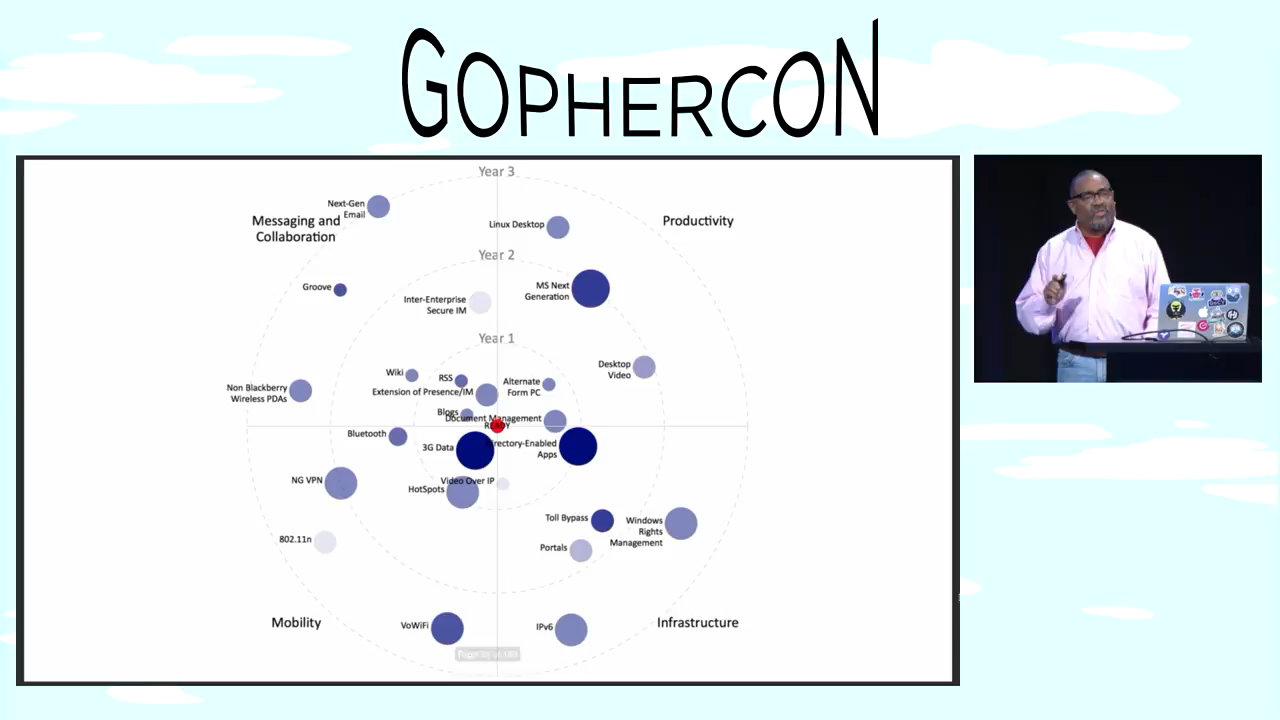 GOPHERCON
Year 3
Next-Gen
Email
Messaging and
Collaboration
Linux Desktop
Productivity
Year 2
Groove
Inter-Enterprise
Secure IM
MS Next
Generation
Year 1
Wiki
RSS
Extension of Presence/IM
Alternate
Form PC
Desktop
Video
Non Blackberry
Wireless PDAs
Blogs
Document Management
READY
Bluetooth
3G Data
Directory-Enabled
Apps
NG VPN
HotSpots
Video Over IP
802.11n
Toll Bypass
Windows
Rights
Management
Portals
Mobility
VoWiFi
IPv6
Infrastructure